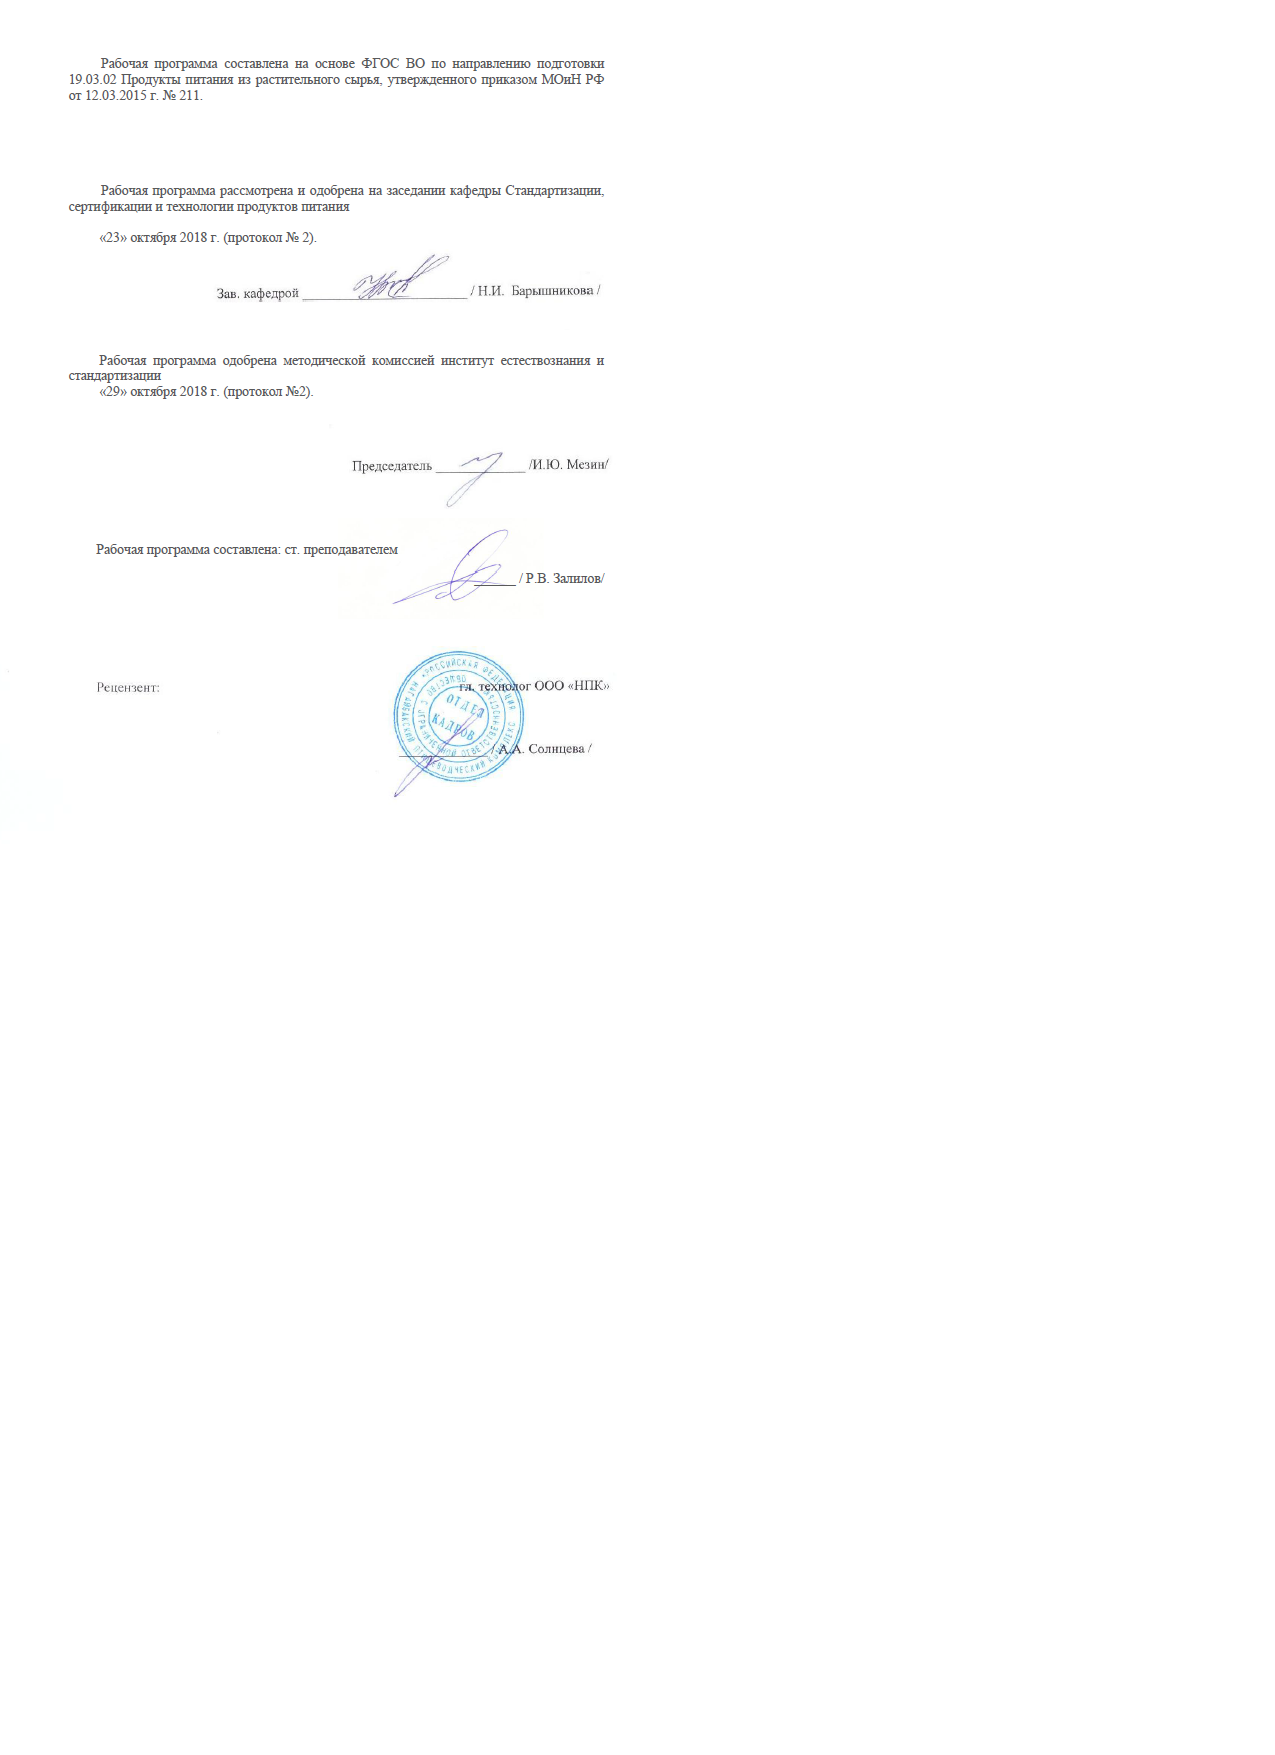 Рабочая программа составлена на основе ФГОС ВО по направлению подготовки
19.03.02 Продукты питания из растительного сырья, утвержденного приказом МОиН РФ
от 12.03.2015 г. № 211.
Рабочая программа рассмотрена и одобрена на заседании кафедры Стандартизации,
сертификации и технологии продуктов питания
«23» октября 2018 г. (протокол № 2).
Зав. кафедрой / Н.И. Барышникова /
Рабочая программа одобрена методической комиссией институт естествознания и
стандартизации
«29» октября 2018 г. (протокол №2).
Председатель /И.Ю. Мезин/
Рабочая программа составлена: ст. преподавателем
/ Р.В. Залилов/
Рецензент: гл. технолог ООО «НПК»
РОССИЙСКАЯ ФЕДЕРАЦИЯ
ОТДЕЛ
КАДРОВ
/ А.А. Солнцева /